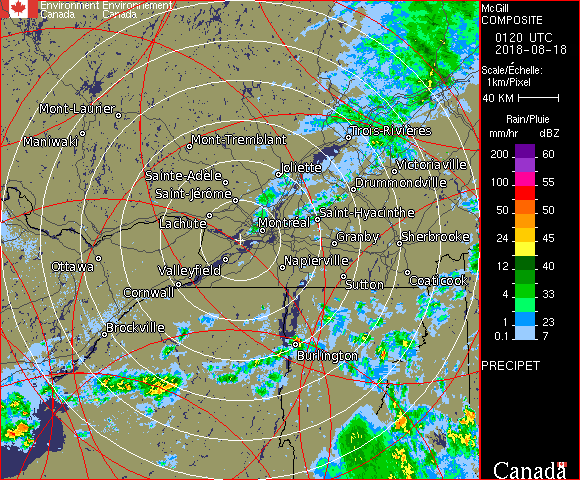 Environment Environnement
Canada Canada
McGill
COMPOSITE
0120 UTC
2018-08-18
Scale/Échelle:
1km/Pixel
40 KM
Rain/Pluie
mm/hr dBZ
200 60
150 57
100 55
50 50
24 45
12 40
4 33
1 23
0.1 7
PRECIPET
Canada
Mont-Laurier
Maniwaki
Mont-Tremblant
Trois-Rivières
Sainte-Adèle
Joliette
Victoriaville
Saint-Jérôme
Drummondville
Lachute
Montréal
Saint-Hyacinthe
Granby
Sherbrooke
Ottawa
Valleyfield
Napierville
Cornwall
Sutton
Coaticook
Brockville
Burlington